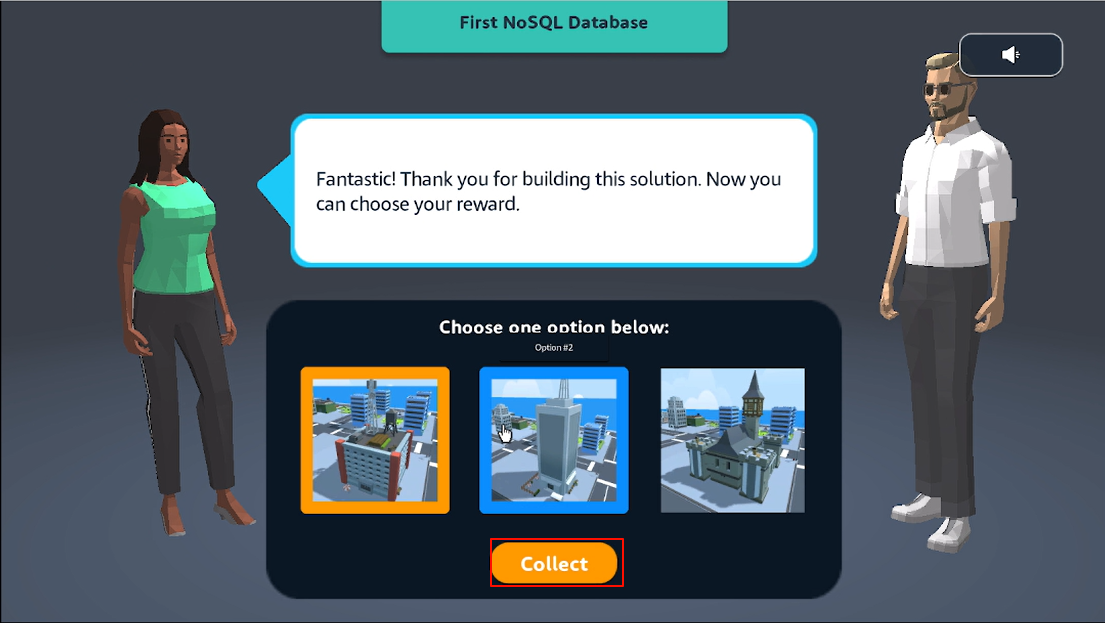 First NoSQL Database
Fantastic! Thank you for building this solution. Now you
can choose your reward.
Choose one option below:
Option #2
Collect